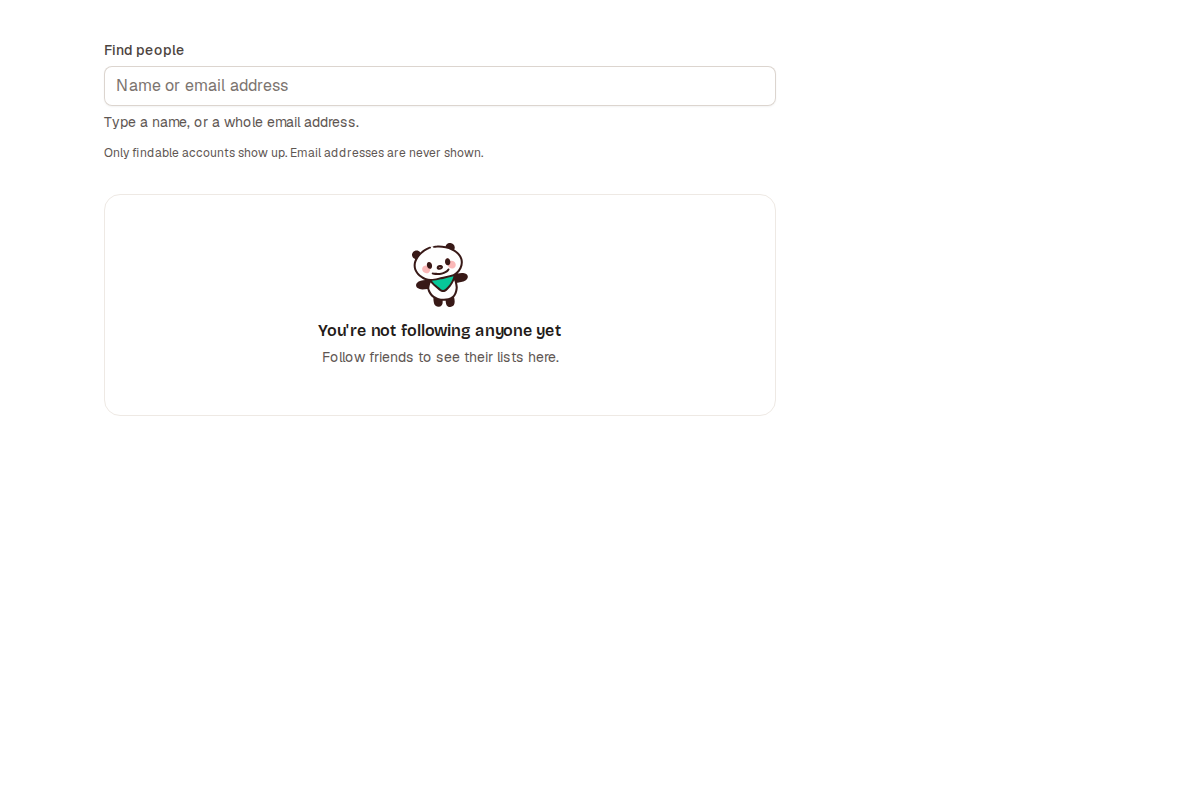 Find people
Name or email address
Type a name, or a whole email address.
Only findable accounts show up. Email addresses are never shown.
You're not following anyone yet
Follow friends to see their lists here.